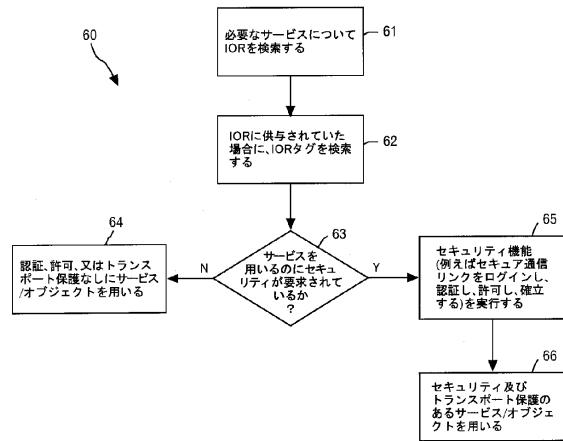 60
必要なサービスについて
IORを検索する
61
IORに供与されていた
場合に、IORタグを検索
する
62
63
サービスを
用いるのにセキュ
リティが要求されて
いるか
?
N
Y
64
認証、許可、又はトランス
ポート保護なしにサービス
/オブジェクトを用いる
65
セキュリティ機能
(例えばセキュア通信
リンクをログインし、
認証し、許可し、確立
する)を実行する
66
セキュリティ及び
トランスポート保護の
あるサービス/オブジェ
クトを用いる